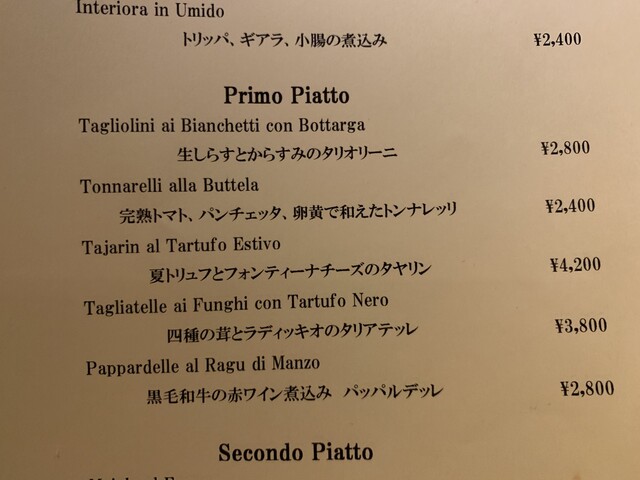 Interiora in Umido
トリッパ、ギアラ、小腸の煮込み ¥2,400
Primo Piatto
Tagliolini ai Bianchetti con Bottarga
生しらすとからすみのタリオリーニ ¥2,800
Tonnarelli alla Buttela
完熟トマト、パンチェッタ、卵黄で和えたトンナレッリ ¥2,400
Tajarin al Tartufo Estivo
夏トリュフとフォンティーナチーズのタヤリン ¥4,200
Tagliatelle ai Funghi con Tartufo Nero
四種の茸とラディッキオのタリアテッレ ¥3,800
Pappardelle al Ragu di Manzo
黒毛和牛の赤ワイン煮込み パッパルデッレ ¥2,800
Secondo Piatto